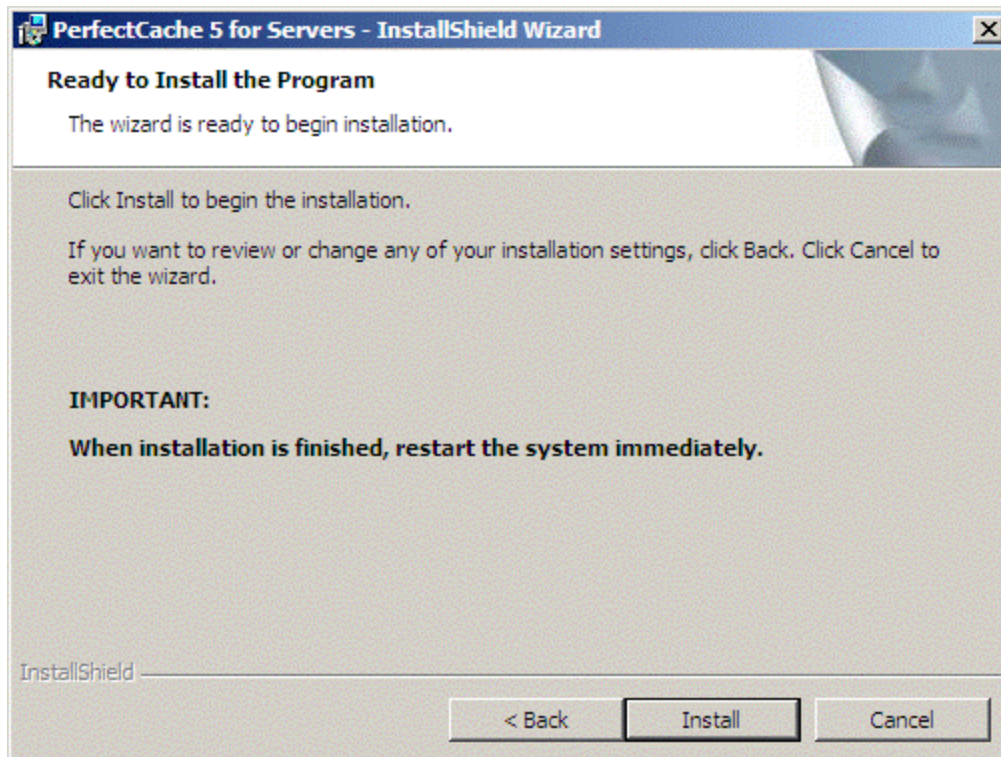 PerfectCache 5 for Servers - InstallShield Wizard
Ready to Install the Program
The wizard is ready to begin installation.
Click Install to begin the installation.
If you want to review or change any of your installation settings, click Back. Click Cancel to
exit the wizard.
IMPORTANT:
When installation is finished, restart the system immediately.
InstallShield
< Back
Install
Cancel